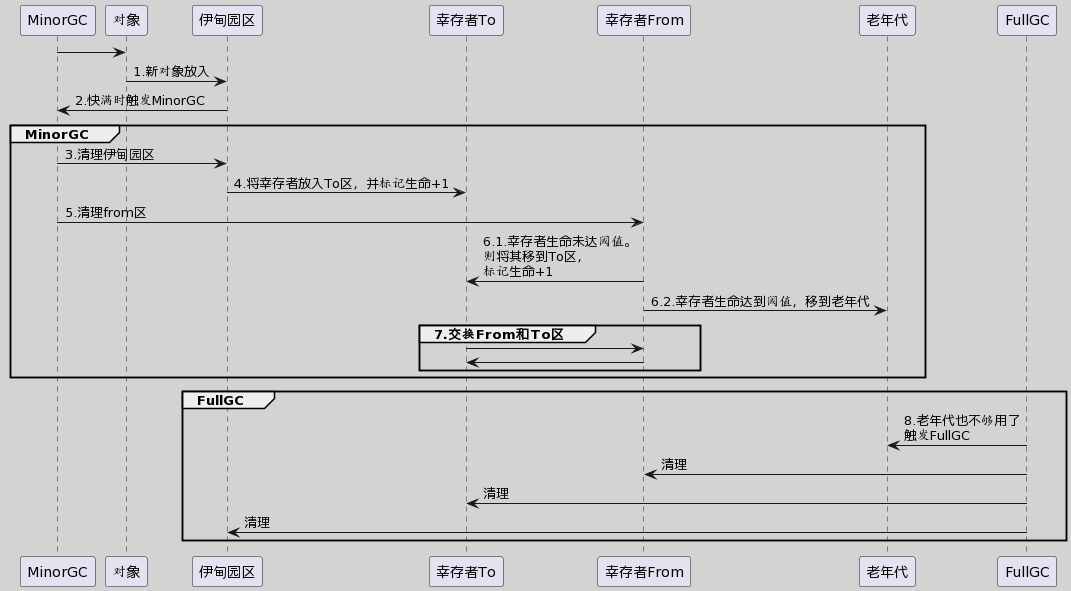 MinorGC 对象 伊甸园区 幸存者To 幸存者From 老年代 FullGC
1.新对象放入
2.快满时触发MinorGC
MinorGC
3.清理伊甸园区
4.将幸存者放入To区，并标记生命+1
5.清理from区
6.1.幸存者生命未达阈值。
则将其移到To区，
标记生命+1
6.2.幸存者生命达到阈值，移到老年代
7.交换From和To区
FullGC
8.老年代也不够用了
触发FullGC
清理
清理
清理
MinorGC 对象 伊甸园区 幸存者To 幸存者From 老年代 FullGC